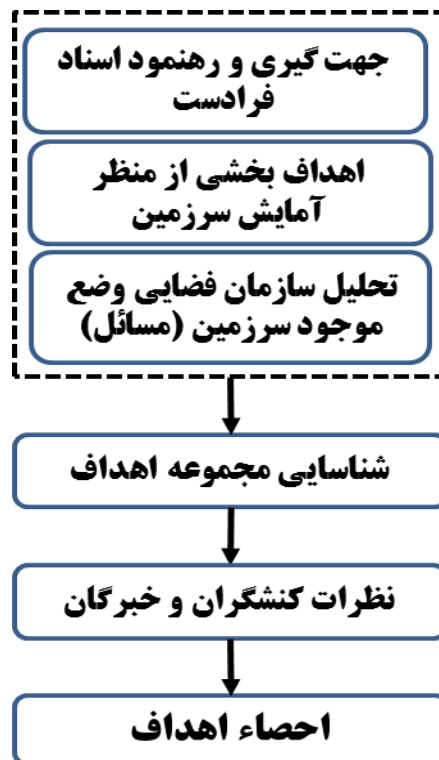 جهت گیری و رهنمود اسناد
فرادست
اهداف بخشی از منظر
آمایش سرزمین
تحلیل سازمان فضایی وضع
موجود سرزمین (مسائل)
شناسایی مجموعه اهداف
نظرات کنشگران و خبرگان
احصاء اهداف